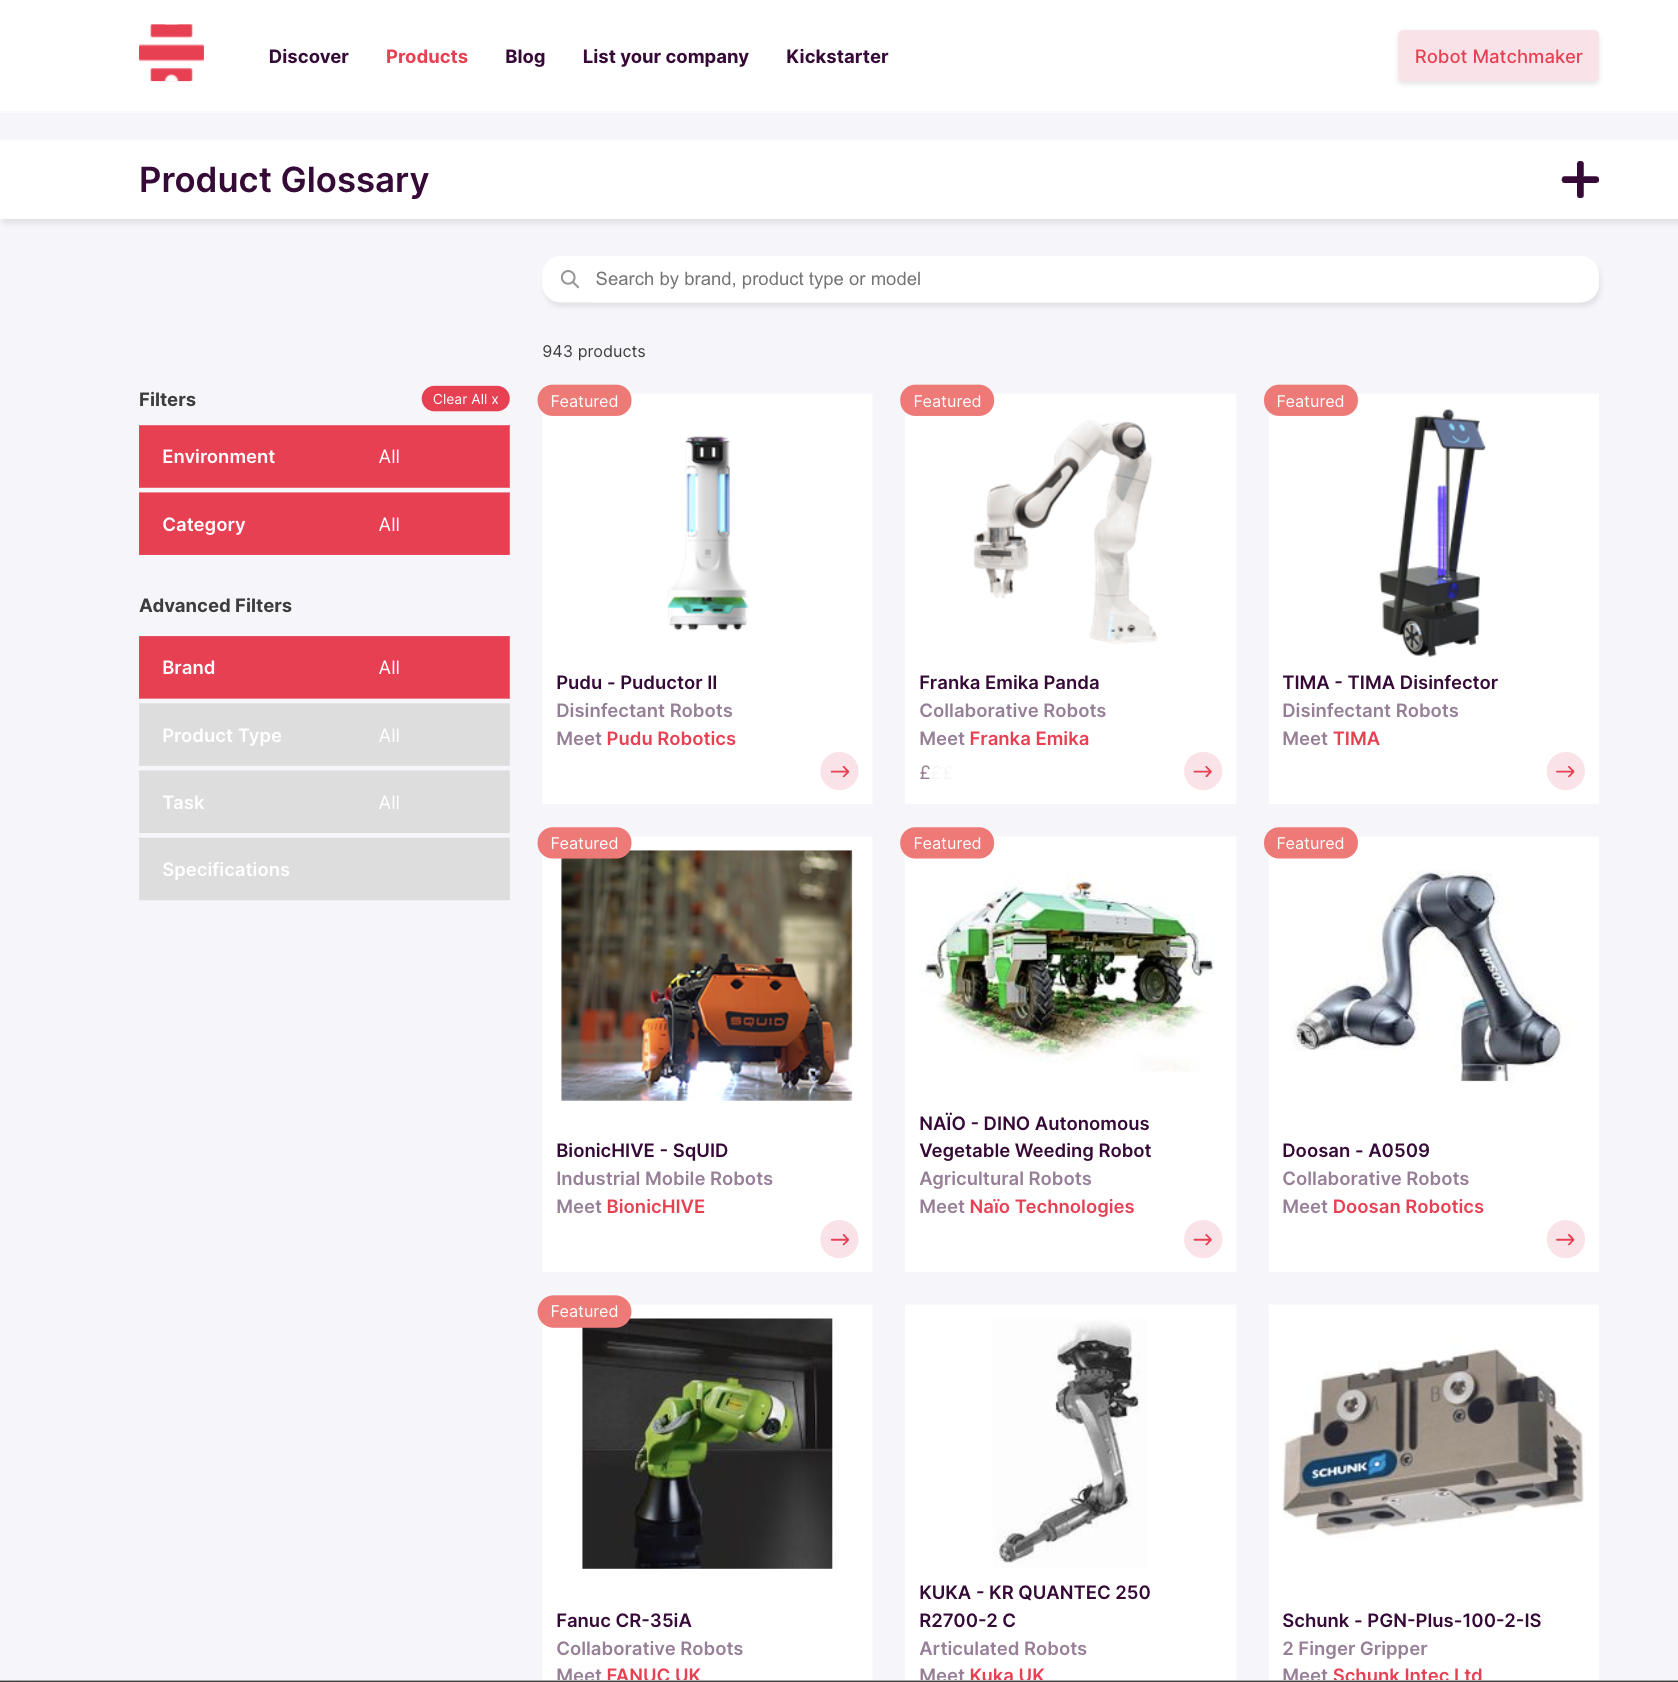 Discover
Products
Blog
List your company
Kickstarter
Robot Matchmaker
Product Glossary
Search by brand, product type or model
943 products
Filters
Clear All x
Environment All
Category All
Advanced Filters
Brand All
Product Type All
Task All
Specifications
Featured
Pudu - Puductor II
Disinfectant Robots
Meet Pudu Robotics
Featured
Franka Emika Panda
Collaborative Robots
Meet Franka Emika
£££
Featured
TIMA - TIMA Disinfector
Disinfectant Robots
Meet TIMA
Featured
SQUID
BionicHIVE - SqUID
Industrial Mobile Robots
Meet BionicHIVE
Featured
NAÏO - DINO Autonomous
Vegetable Weeding Robot
Agricultural Robots
Meet Naïo Technologies
Featured
DOOSAN
Doosan - A0509
Collaborative Robots
Meet Doosan Robotics
Featured
Fanuc CR-35iA
Collaborative Robots
Meet FANUC UK
KUKA - KR QUANTEC 250
R2700-2 C
Articulated Robots
Meet Kuka UK
A
B
SCHUNK
Schunk - PGN-Plus-100-2-IS
2 Finger Gripper
Meet Schunk Intec Ltd